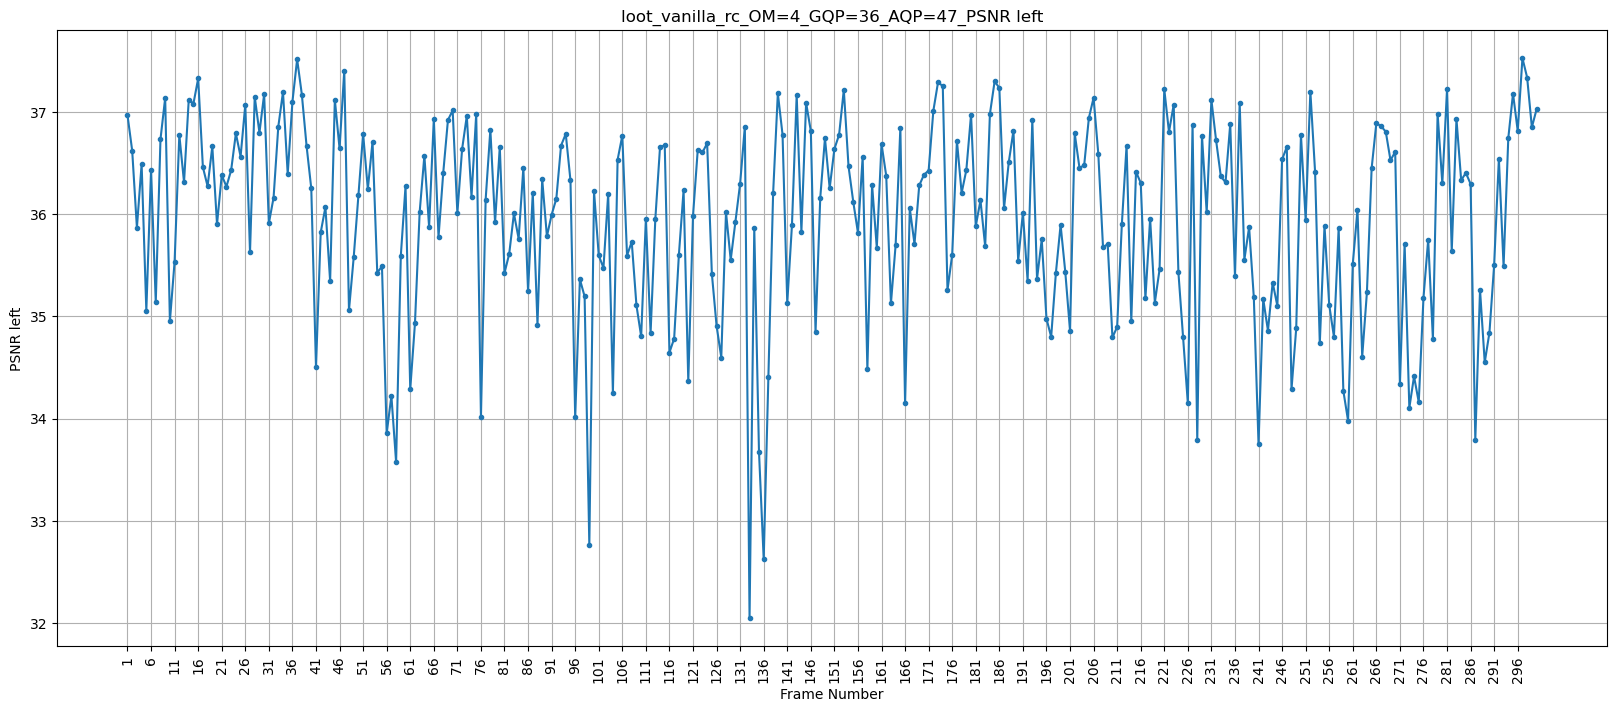 loot_vanilla_rc_OM=4_GQP=36_AQP=47_PSNR left
PSNR left
37
36
35
34
33
32
1 6 11 16 21 26 31 36 41 46 51 56 61 66 71 76 81 86 91 96 101 106 111 116 121 126 131 136 141 146 151 156 161 166 171 176 181 186 191 196 201 206 211 216 221 226 231 236 241 246 251 256 261 266 271 276 281 286 291 296
Frame Number